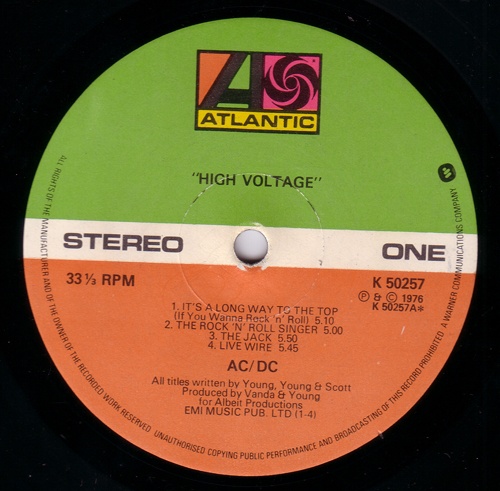 ATLANTIC
"HIGH VOLTAGE"
STEREO
ONE
33 ⅓ RPM
K 50257
Ⓟ & © 1976
K 50257A*
1. IT'S A LONG WAY TO THE TOP
(If You Wanna Rock 'n' Roll) 5.10
2. THE ROCK 'N' ROLL SINGER 5.00
3. THE JACK 5.50
4. LIVE WIRE 5.45
AC/DC
All titles written by Young, Young & Scott
Produced by Vanda & Young
for Albeit Productions
EMI MUSIC PUB. LTD (1-4)
ALL RIGHTS OF THE MANUFACTURER AND OF THE OWNER OF THE RECORDED WORK RESERVED UNAUTHORISED COPYING PUBLIC PERFORMANCE AND BROADCASTING OF THIS RECORD PROHIBITED A WARNER COMMUNICATIONS COMPANY